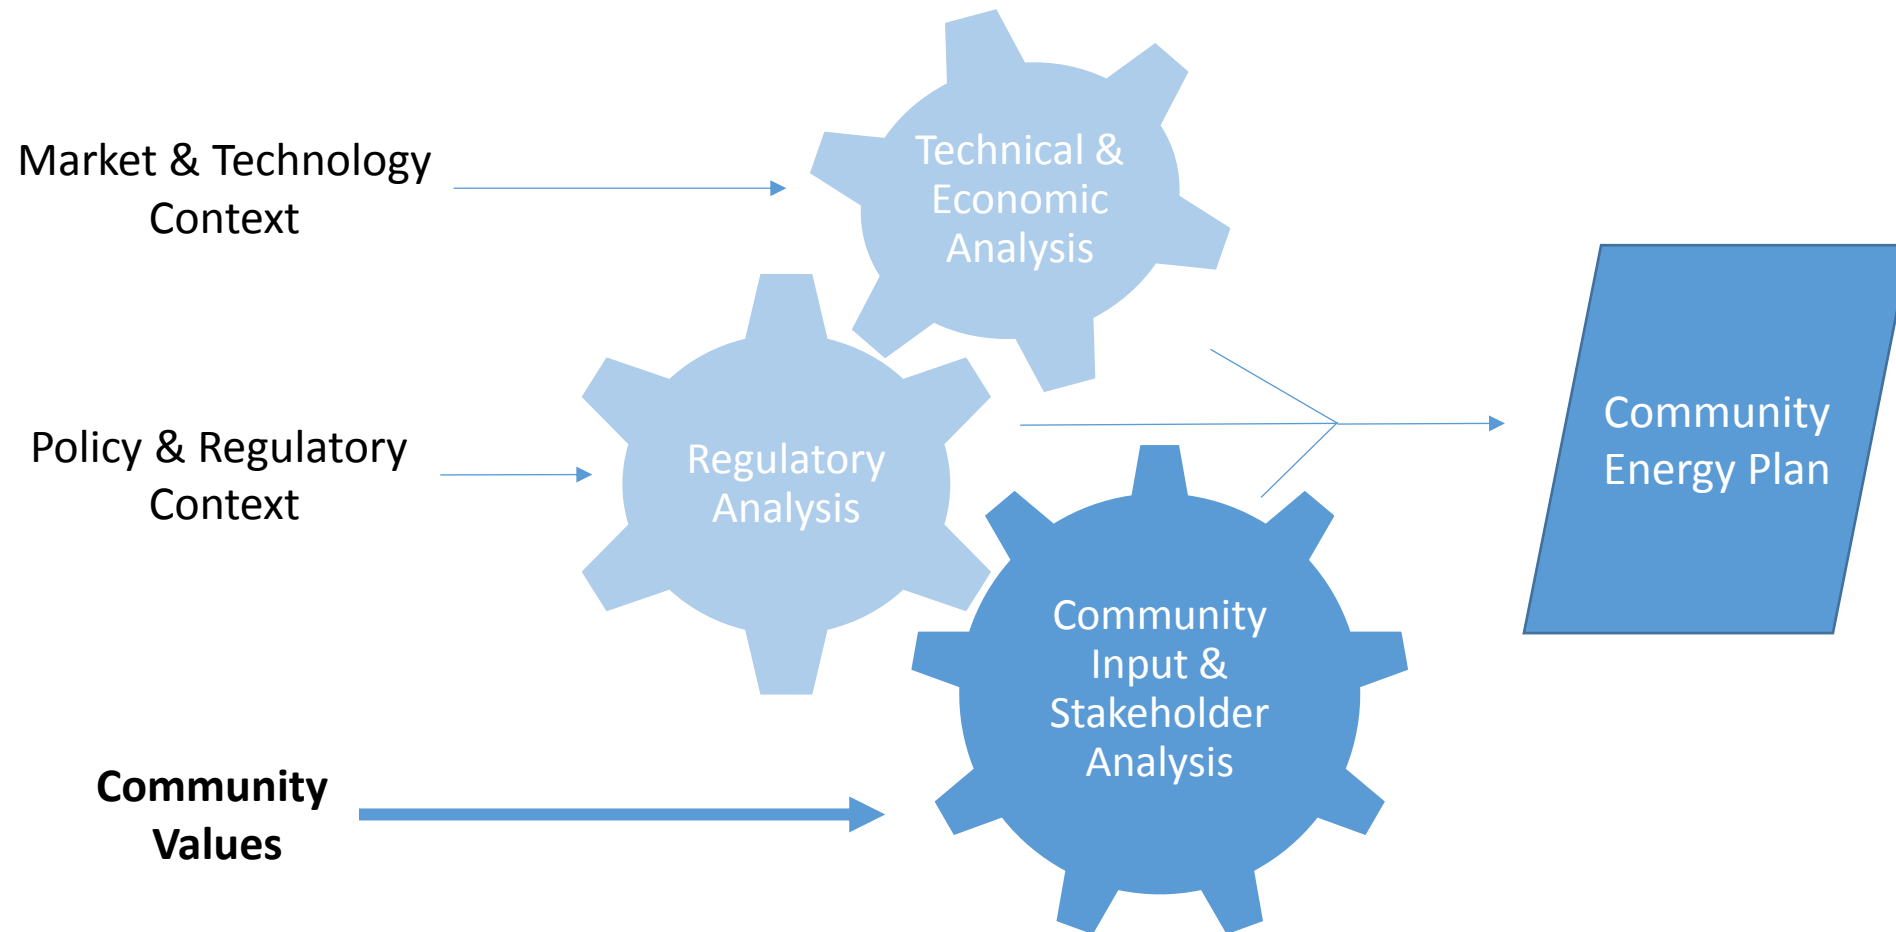 Market & Technology
Context
Technical &
Economic
Analysis
Policy & Regulatory
Context
Regulatory
Analysis
Community
Energy Plan
Community
Values
Community
Input &
Stakeholder
Analysis